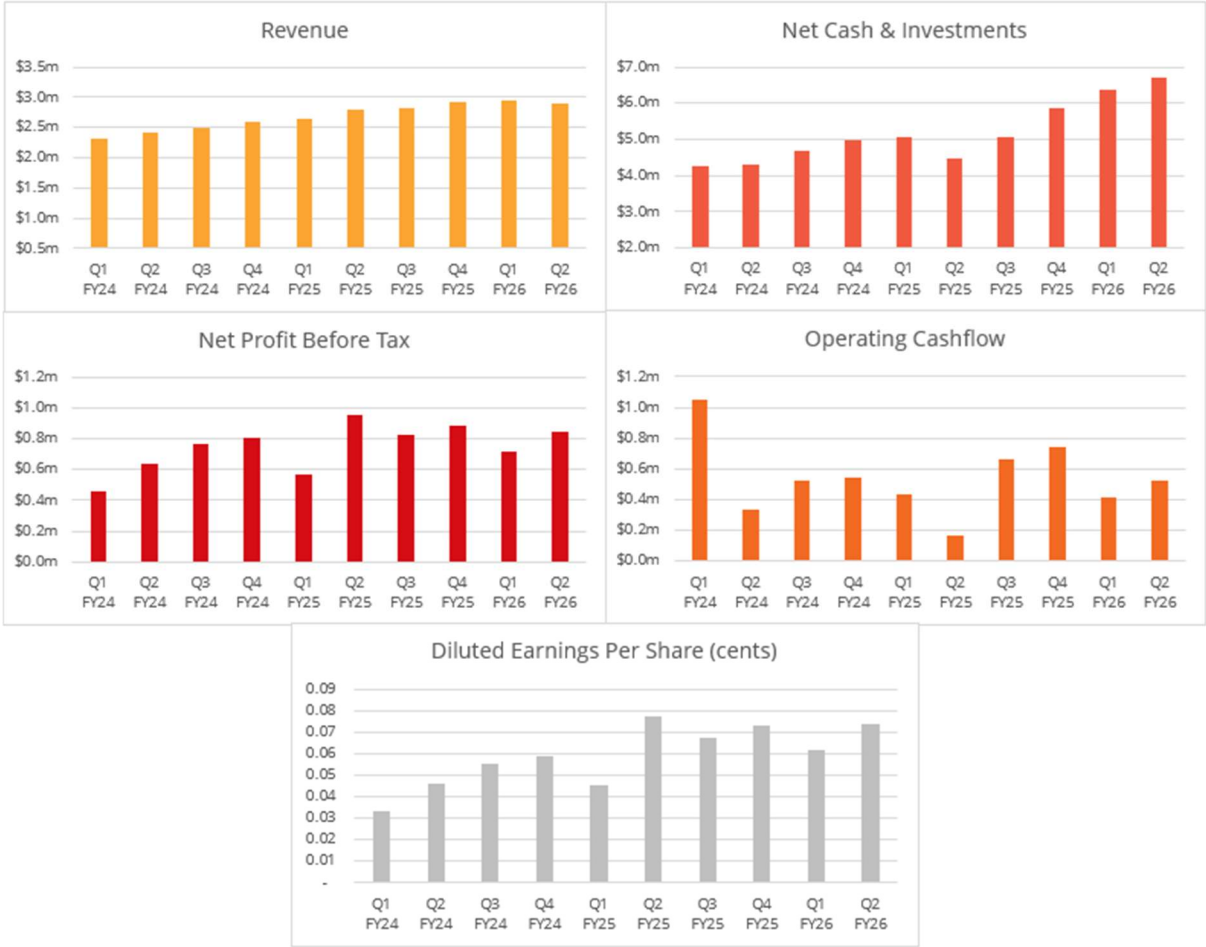 Revenue
$3.5m
$3.0m
$2.5m
$2.0m
$1.5m
$1.0m
$0.5m
Q1 Q2 Q3 Q4 Q1 Q2 Q3 Q4 Q1 Q2
FY24 FY24 FY24 FY24 FY25 FY25 FY25 FY25 FY26 FY26
Net Cash & Investments
$7.0m
$6.0m
$5.0m
$4.0m
$3.0m
$2.0m
Q1 Q2 Q3 Q4 Q1 Q2 Q3 Q4 Q1 Q2
FY24 FY24 FY24 FY24 FY25 FY25 FY25 FY25 FY26 FY26
Net Profit Before Tax
$1.2m
$1.0m
$0.8m
$0.6m
$0.4m
$0.2m
$0.0m
Q1 Q2 Q3 Q4 Q1 Q2 Q3 Q4 Q1 Q2
FY24 FY24 FY24 FY24 FY25 FY25 FY25 FY25 FY26 FY26
Operating Cashflow
$1.2m
$1.0m
$0.8m
$0.6m
$0.4m
$0.2m
$0.0m
Q1 Q2 Q3 Q4 Q1 Q2 Q3 Q4 Q1 Q2
FY24 FY24 FY24 FY24 FY25 FY25 FY25 FY25 FY26 FY26
Diluted Earnings Per Share (cents)
0.09
0.08
0.07
0.06
0.05
0.04
0.03
0.02
0.01
-
Q1 Q2 Q3 Q4 Q1 Q2 Q3 Q4 Q1 Q2
FY24 FY24 FY24 FY24 FY25 FY25 FY25 FY25 FY26 FY26